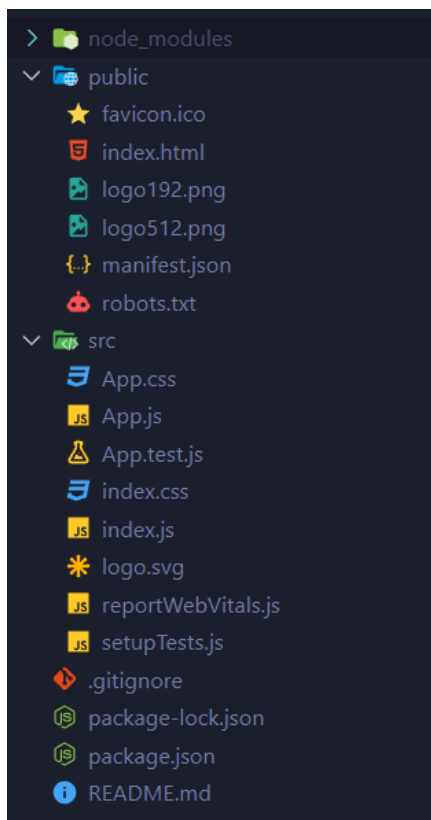 node_modules
public
favicon.ico
index.html
logo192.png
logo512.png
manifest.json
robots.txt
src
App.css
App.js
App.test.js
index.css
index.js
logo.svg
reportWebVitals.js
setupTests.js
.gitignore
package-lock.json
package.json
README.md